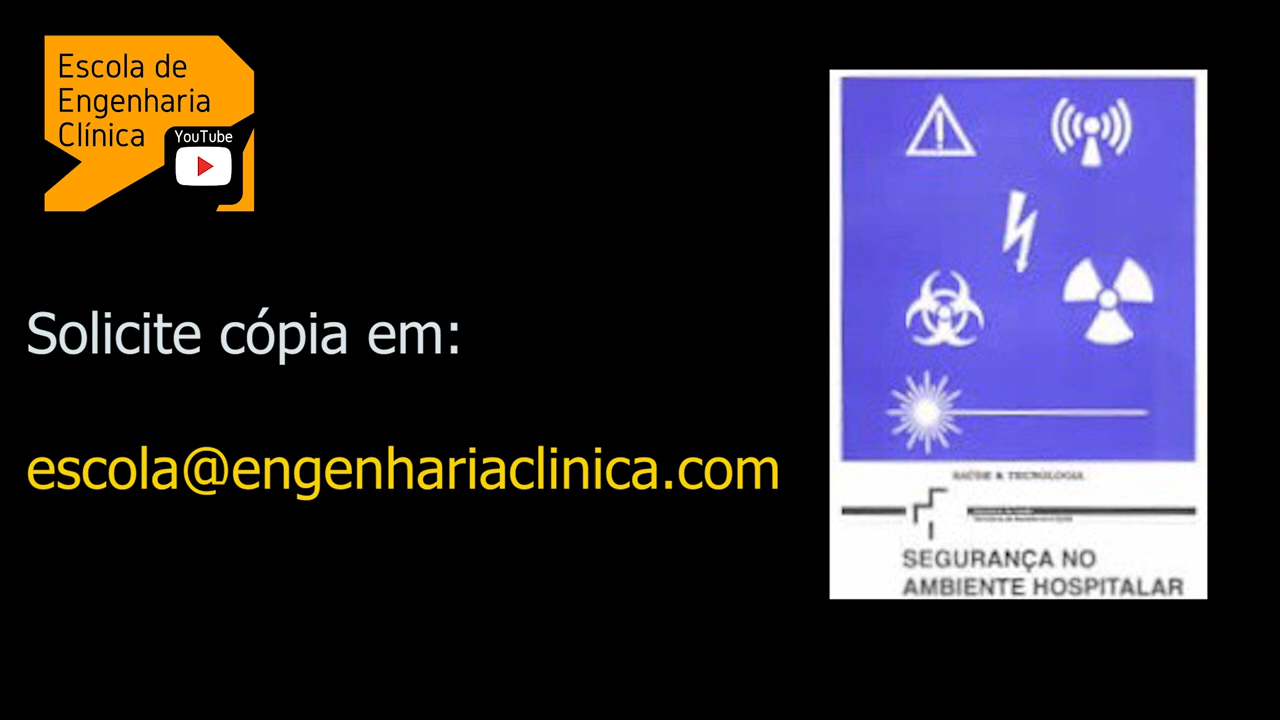 Escola de
Engenharia
Clínica
YouTube
Solicite cópia em:
escola@engenhariaclinica.com
SAÚDE & TECNOLOGIA
SEGURANÇA NO
AMBIENTE HOSPITALAR